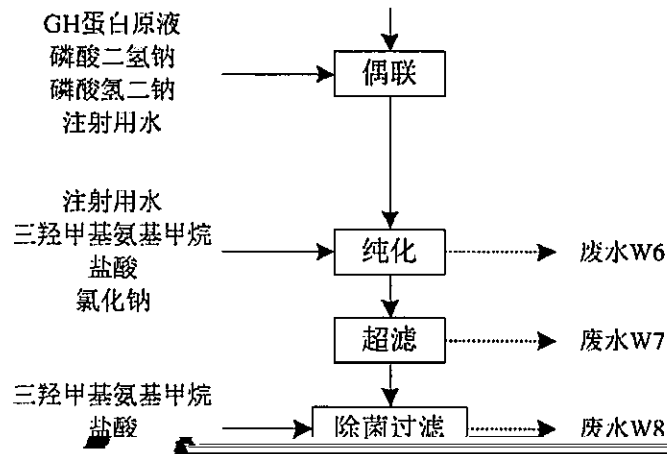 GH蛋白原液
磷酸二氢钠
磷酸氢二钠
注射用水
偶联
注射用水
三羟甲基氨基甲烷
盐酸
氯化钠
纯化
废水W6
超滤
废水W7
三羟甲基氨基甲烷
盐酸
除菌过滤
废水W8